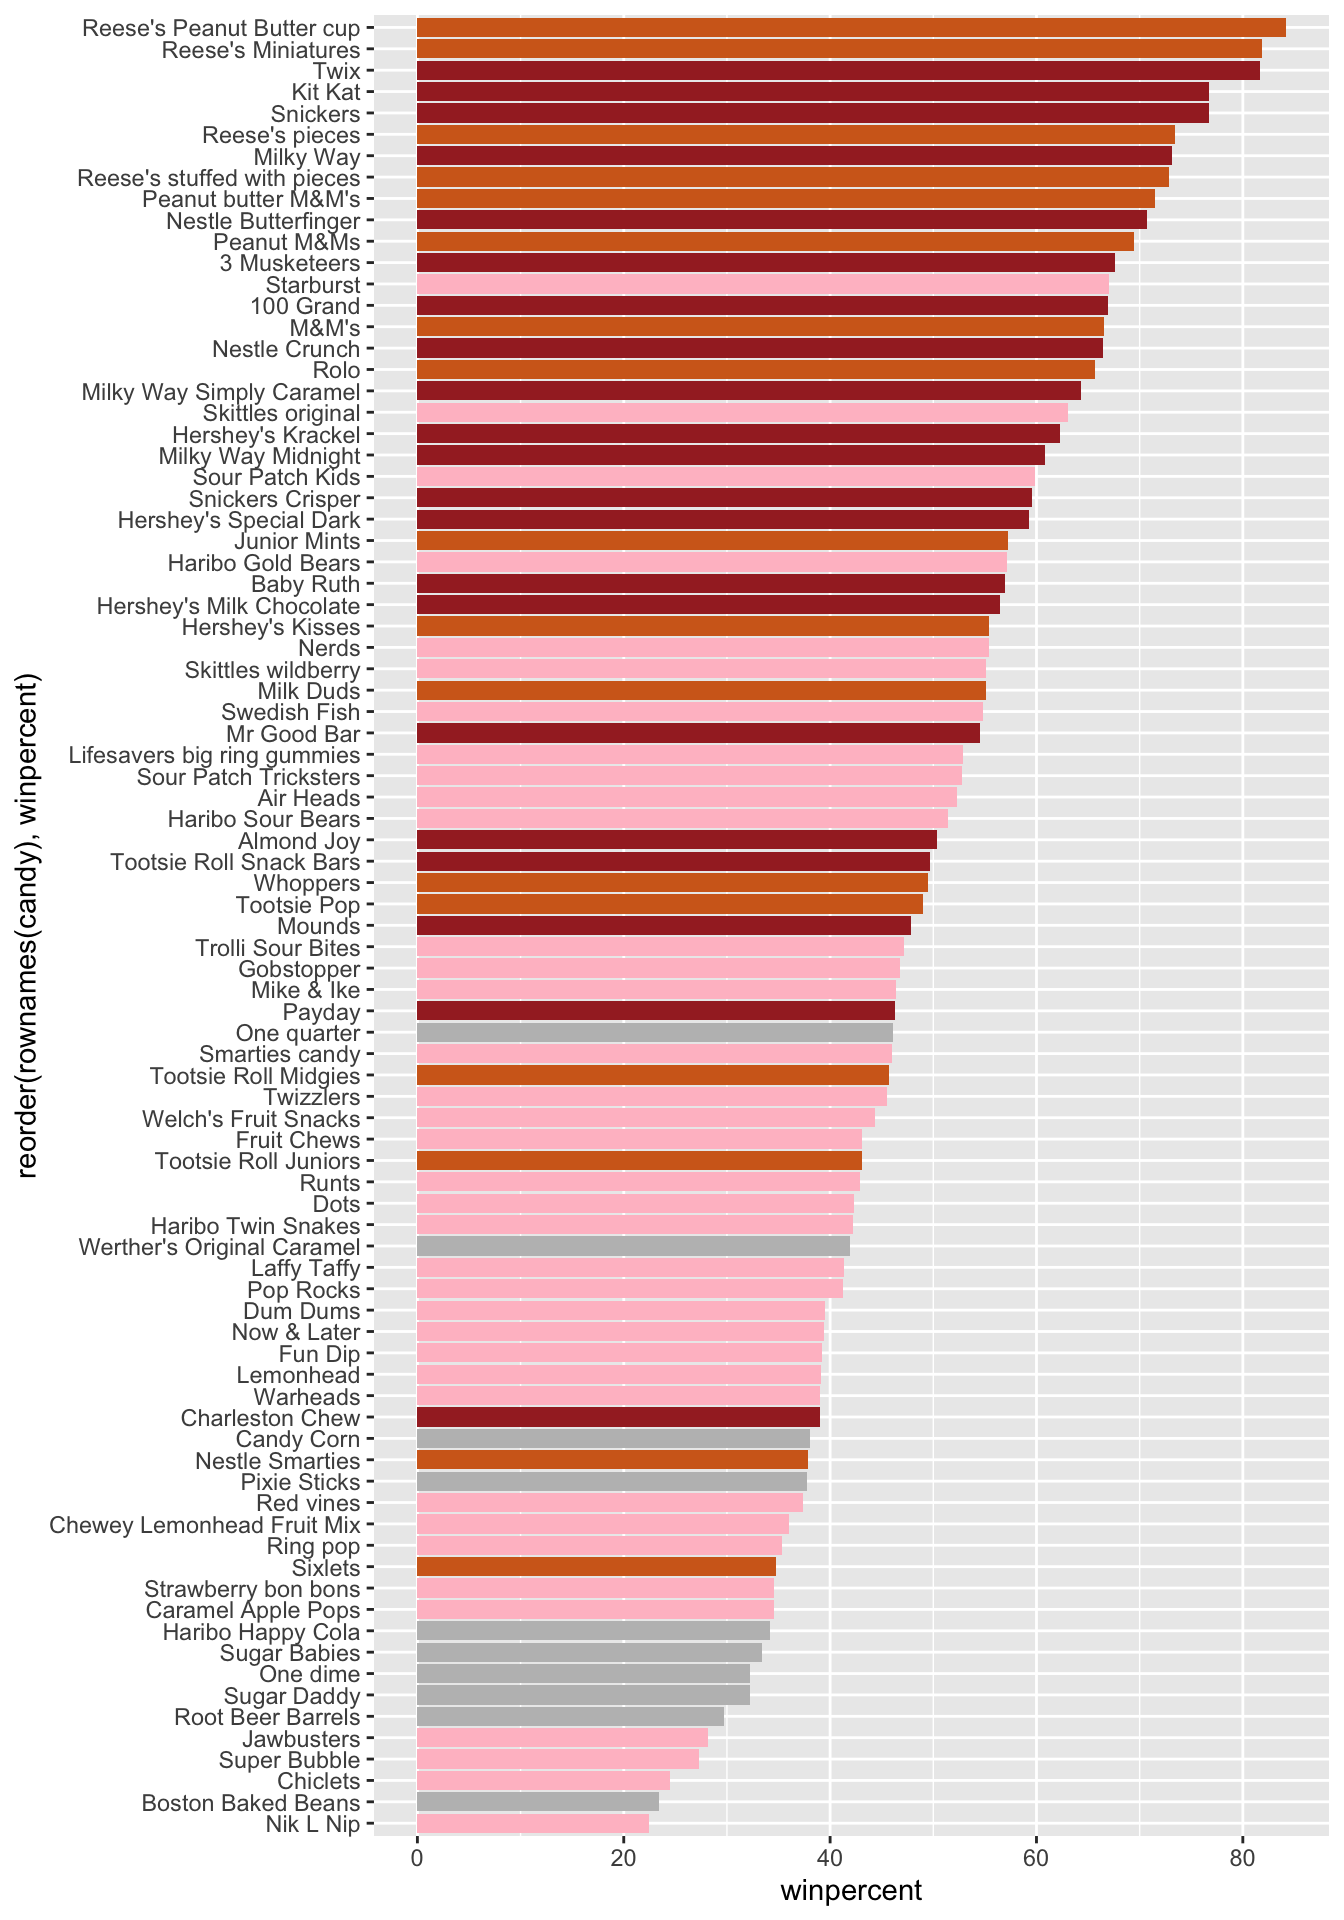 Reese's Peanut Butter cup
Reese's Miniatures
Twix
Kit Kat
Snickers
Reese's pieces
Milky Way
Reese's stuffed with pieces
Peanut butter M&M's
Nestle Butterfinger
Peanut M&Ms
3 Musketeers
Starburst
100 Grand
M&M's
Nestle Crunch
Rolo
Milky Way Simply Caramel
Skittles original
Hershey's Krackel
Milky Way Midnight
Sour Patch Kids
Snickers Crisper
Hershey's Special Dark
Junior Mints
Haribo Gold Bears
Baby Ruth
Hershey's Milk Chocolate
Hershey's Kisses
Nerds
Skittles wildberry
Milk Duds
Swedish Fish
Mr Good Bar
Lifesavers big ring gummies
Sour Patch Tricksters
Air Heads
Haribo Sour Bears
Almond Joy
Tootsie Roll Snack Bars
Whoppers
Tootsie Pop
Mounds
Trolli Sour Bites
Gobstopper
Mike & Ike
Payday
One quarter
Smarties candy
Tootsie Roll Midgies
Twizzlers
Welch's Fruit Snacks
Fruit Chews
Tootsie Roll Juniors
Runts
Dots
Haribo Twin Snakes
Werther's Original Caramel
Laffy Taffy
Pop Rocks
Dum Dums
Now & Later
Fun Dip
Lemonhead
Warheads
Charleston Chew
Candy Corn
Nestle Smarties
Pixie Sticks
Red vines
Chewey Lemonhead Fruit Mix
Ring pop
Sixlets
Strawberry bon bons
Caramel Apple Pops
Haribo Happy Cola
Sugar Babies
One dime
Sugar Daddy
Root Beer Barrels
Jawbusters
Super Bubble
Chiclets
Boston Baked Beans
Nik L Nip
reorder(rownames(candy), winpercent)
0 20 40 60 80
winpercent